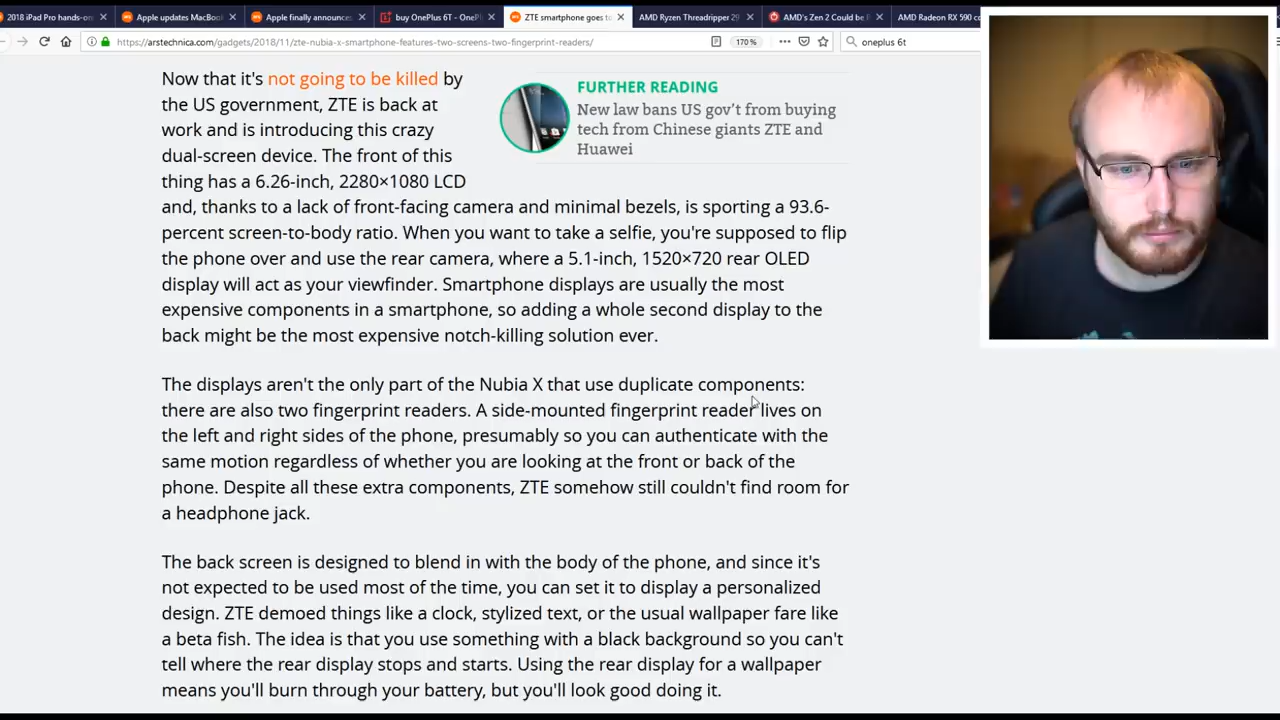 2018 iPad Pro hands-on
Apple updates MacBook
Apple finally announces
buy OnePlus 6T - OnePl
ZTE smartphone goes to
AMD Ryzen Threadripper 29
AMD's Zen 2 Could be
AMD Radeon RX 590 co
https://arstechnica.com/gadgets/2018/11/zte-nubia-x-smartphone-features-two-screens-two-fingerprint-readers/
170%
oneplus 6t
Now that it's not going to be killed by
the US government, ZTE is back at
work and is introducing this crazy
dual-screen device. The front of this
thing has a 6.26-inch, 2280×1080 LCD
FURTHER READING
New law bans US gov't from buying
tech from Chinese giants ZTE and
Huawei
and, thanks to a lack of front-facing camera and minimal bezels, is sporting a 93.6-
percent screen-to-body ratio. When you want to take a selfie, you're supposed to flip
the phone over and use the rear camera, where a 5.1-inch, 1520×720 rear OLED
display will act as your viewfinder. Smartphone displays are usually the most
expensive components in a smartphone, so adding a whole second display to the
back might be the most expensive notch-killing solution ever.
The displays aren't the only part of the Nubia X that use duplicate components:
there are also two fingerprint readers. A side-mounted fingerprint reader lives on
the left and right sides of the phone, presumably so you can authenticate with the
same motion regardless of whether you are looking at the front or back of the
phone. Despite all these extra components, ZTE somehow still couldn't find room for
a headphone jack.
The back screen is designed to blend in with the body of the phone, and since it's
not expected to be used most of the time, you can set it to display a personalized
design. ZTE demoed things like a clock, stylized text, or the usual wallpaper fare like
a beta fish. The idea is that you use something with a black background so you can't
tell where the rear display stops and starts. Using the rear display for a wallpaper
means you'll burn through your battery, but you'll look good doing it.